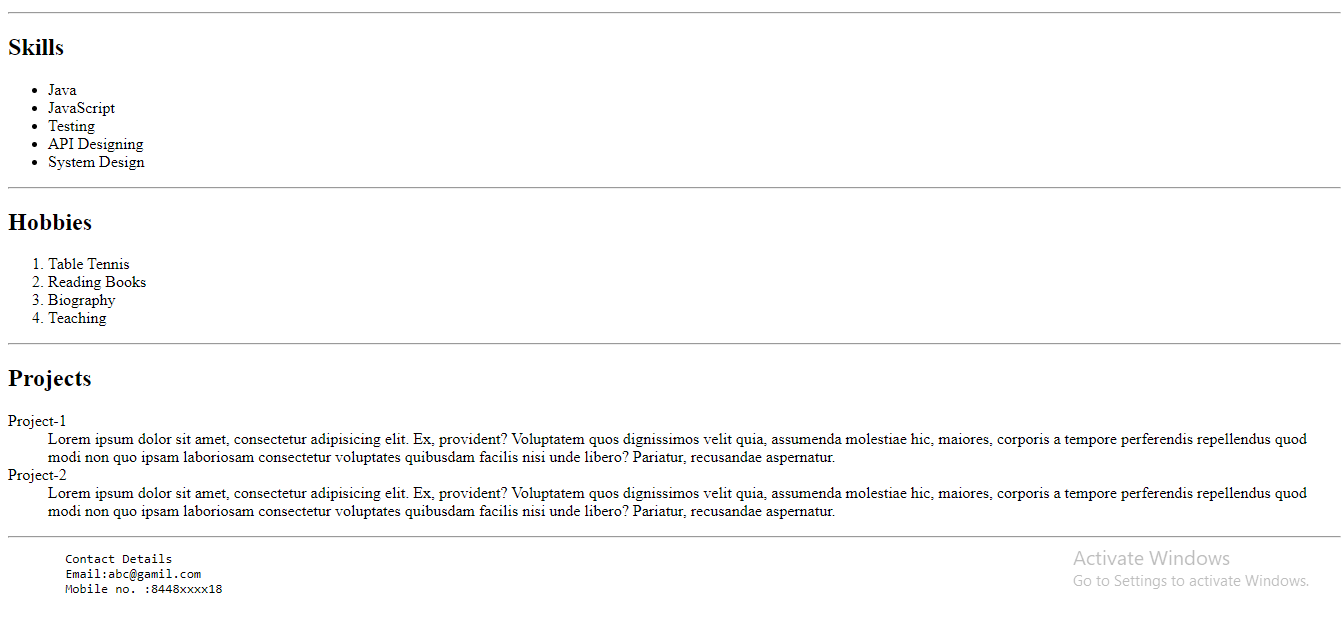 Skills
• Java
• JavaScript
• Testing
• API Designing
• System Design
Hobbies
1. Table Tennis
2. Reading Books
3. Biography
4. Teaching
Projects
Project-1
Lorem ipsum dolor sit amet, consectetur adipisicing elit. Ex, provident? Voluptatem quos dignissimos velit quia, assumenda molestiae hic, maiores, corporis a tempore perferendis repellendus quod
modi non quo ipsam laboriosam consectetur voluptates quibusdam facilis nisi unde libero? Pariatur, recusandae aspernatur.
Project-2
Lorem ipsum dolor sit amet, consectetur adipisicing elit. Ex, provident? Voluptatem quos dignissimos velit quia, assumenda molestiae hic, maiores, corporis a tempore perferendis repellendus quod
modi non quo ipsam laboriosam consectetur voluptates quibusdam facilis nisi unde libero? Pariatur, recusandae aspernatur.
Contact Details
Email:abc@gamil.com
Mobile no. :8448xxxx18
Activate Windows
Go to Settings to activate Windows.